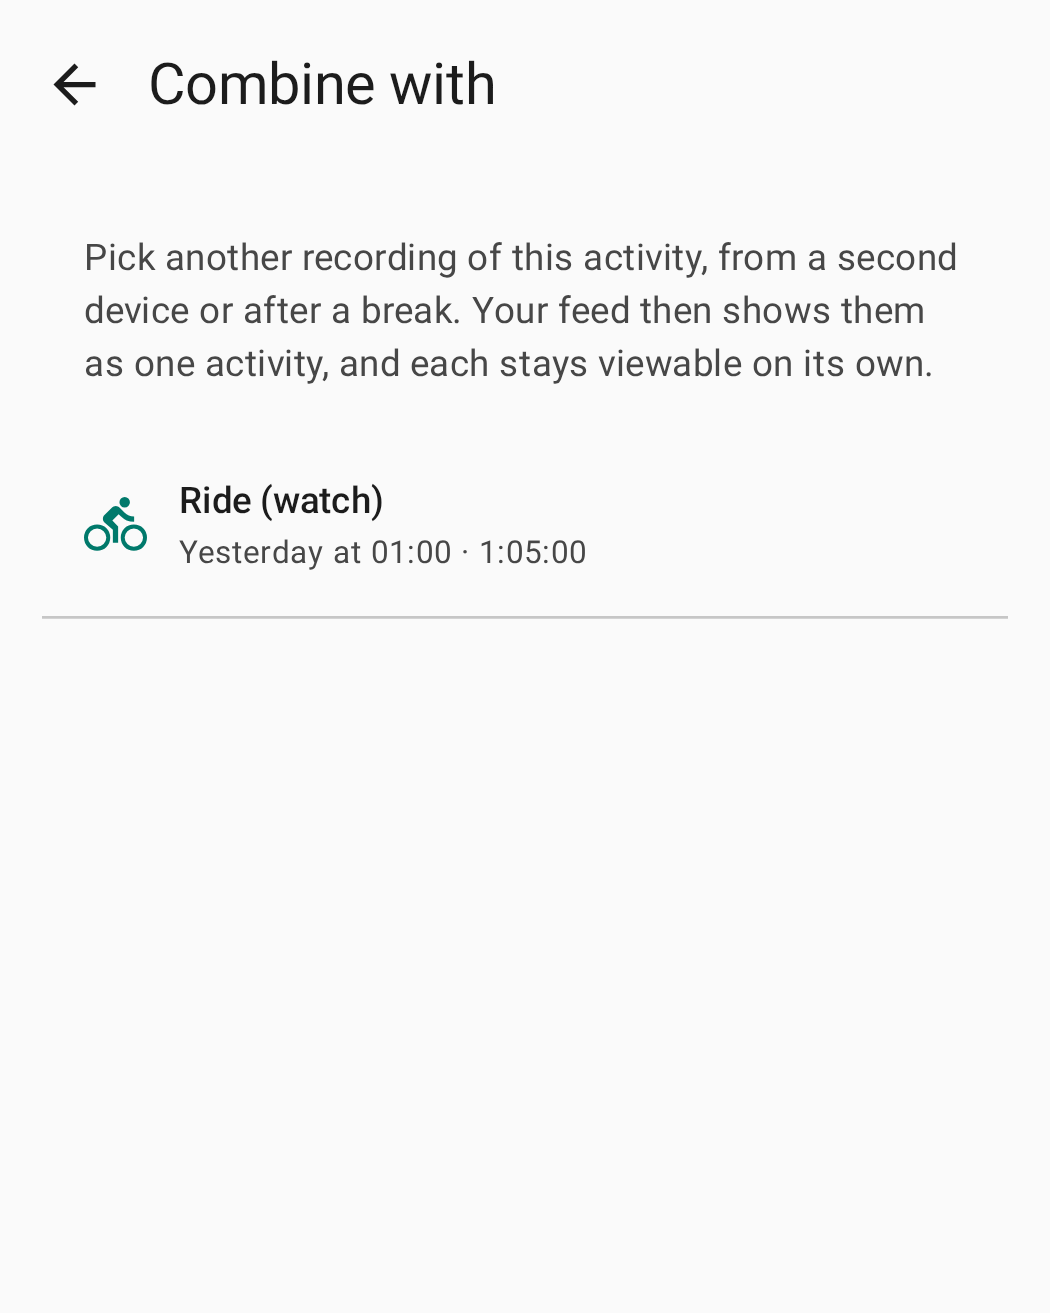 Combine with
Pick another recording of this activity, from a second
device or after a break. Your feed then shows them
as one activity, and each stays viewable on its own.
Ride (watch)
Yesterday at 01:00 · 1:05:00